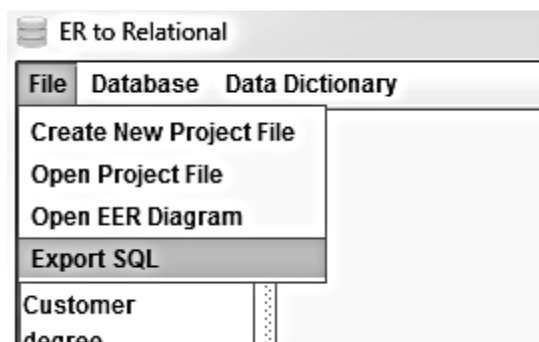 ER to Relational
File Database Data Dictionary
Create New Project File
Open Project File
Open EER Diagram
Export SQL
Customer
degree